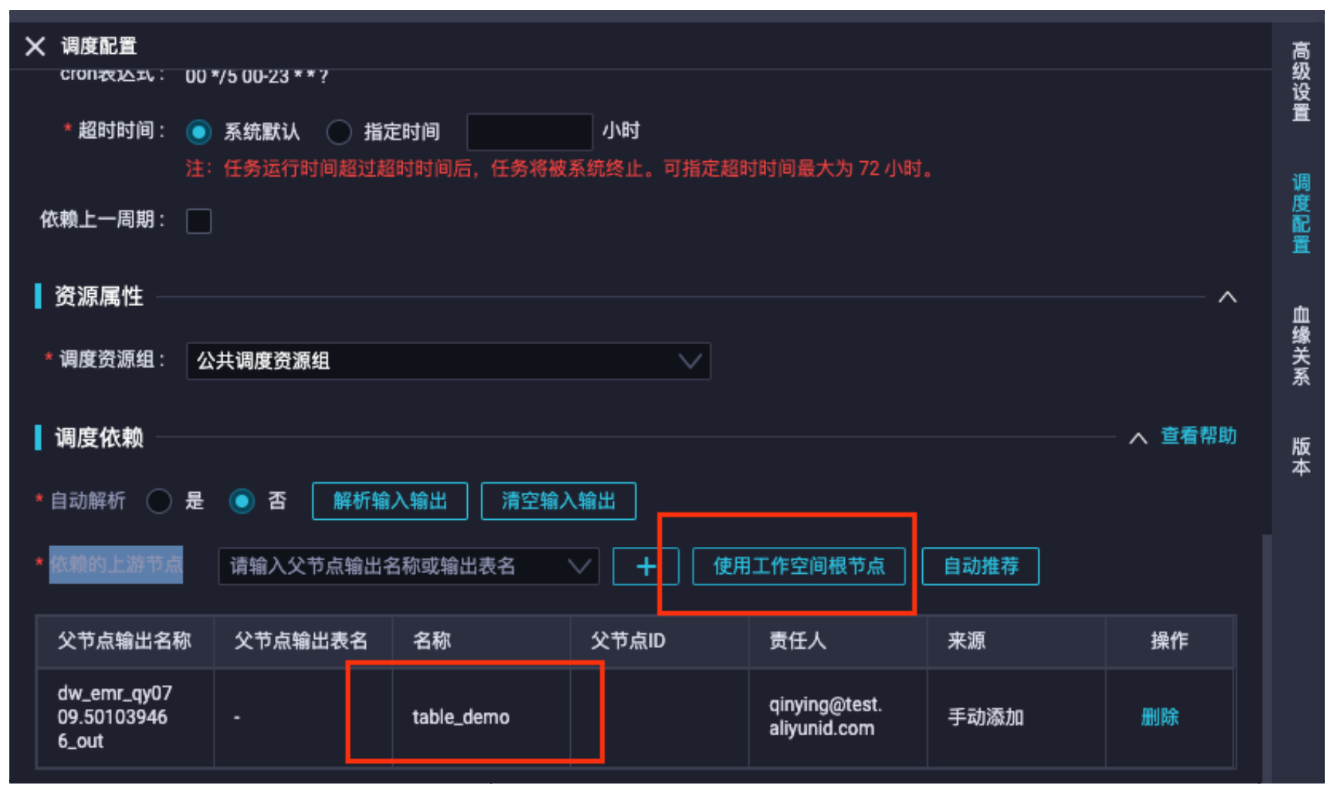 调度配置
cron表达式： 00 */5 00-23 * * ?
* 超时时间： 系统默认 指定时间 小时
注：任务运行时间超过超时时间后，任务将被系统终止。可指定超时时间最大为 72 小时。
依赖上一周期：
资源属性
* 调度资源组： 公共调度资源组
调度依赖 查看帮助
* 自动解析 是 否 解析输入输出 清空输入输出
* 依赖的上游节点 请输入父节点输出名称或输出表名 + 使用工作空间根节点 自动推荐
父节点输出名称 父节点输出表名 名称 父节点ID 责任人 来源 操作
dw_emr_qy07
09.50103946
6_out
-
table_demo
qinying@test.
aliyunid.com
手动添加
删除
高级设置
调度配置
血缘关系
版本